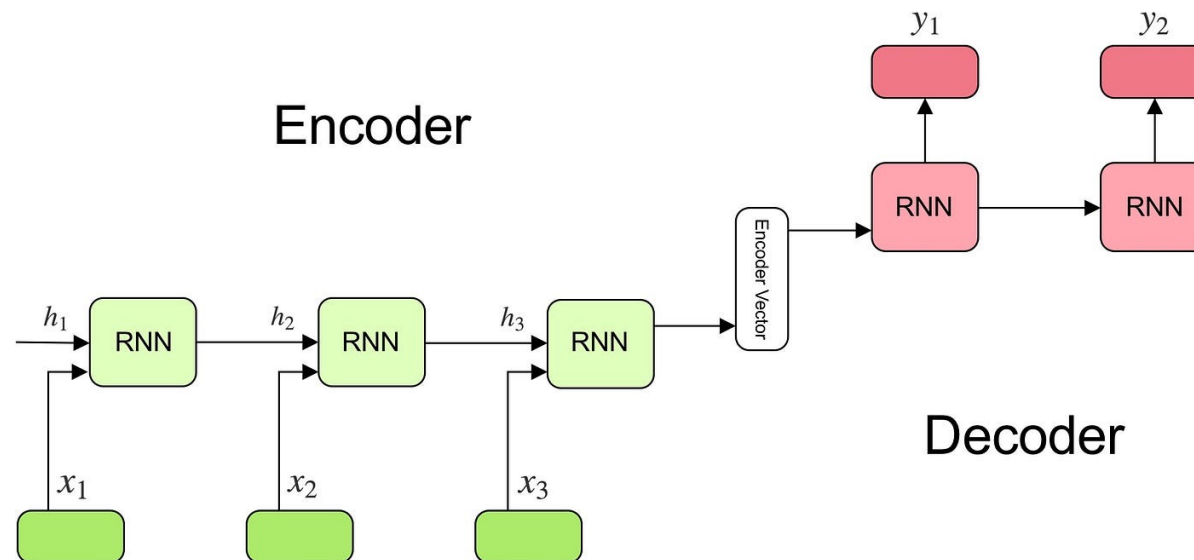 y₁
y₂
Encoder
RNN
RNN
Encoder Vector
h₁
h₂
h₃
RNN
RNN
RNN
Decoder
x₁
x₂
x₃